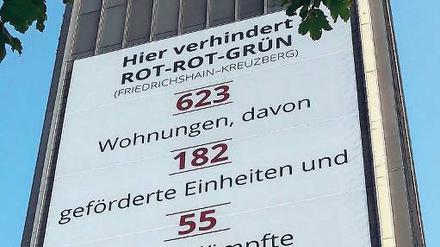 Hier verhindert
ROT-ROT-GRÜN
(FRIEDRICHSHAIN–KREUZBERG)
623
Wohnungen, davon
182
geförderte Einheiten und
55